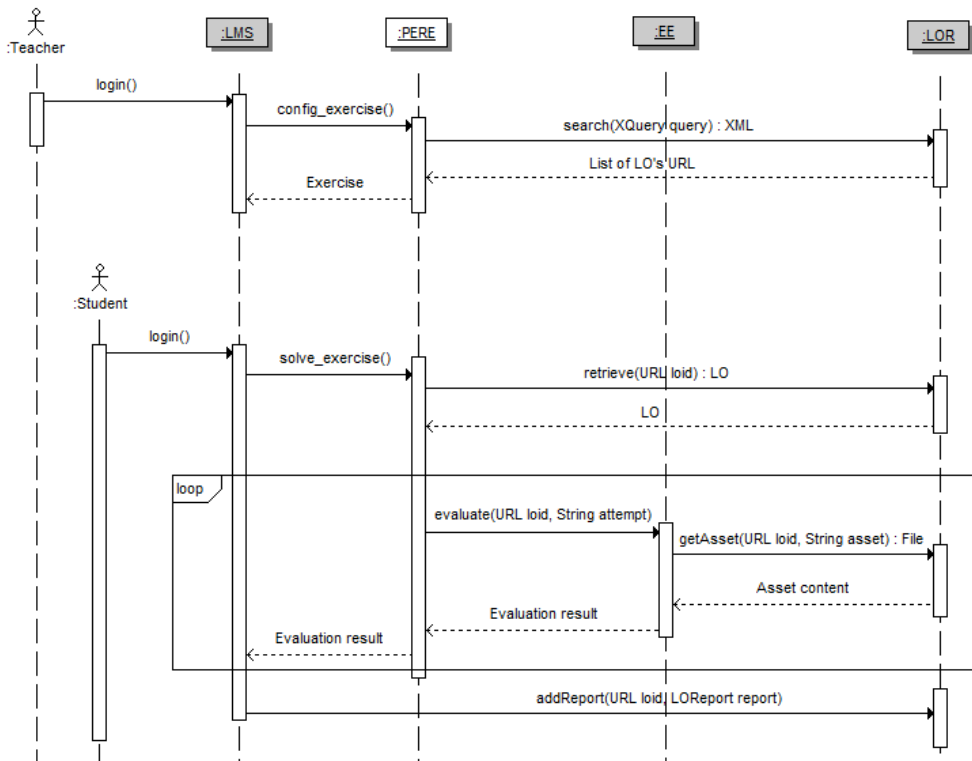 :Teacher
:LMS
:PERE
:EE
:LOR
login()
config_exercise()
search(XQuery query) : XML
List of LO's URL
Exercise
:Student
login()
solve_exercise()
retrieve(URL loid) : LO
LO
loop
evaluate(URL loid, String attempt)
getAsset(URL loid, String asset) : File
Asset content
Evaluation result
Evaluation result
addReport(URL loid, LOReport report)